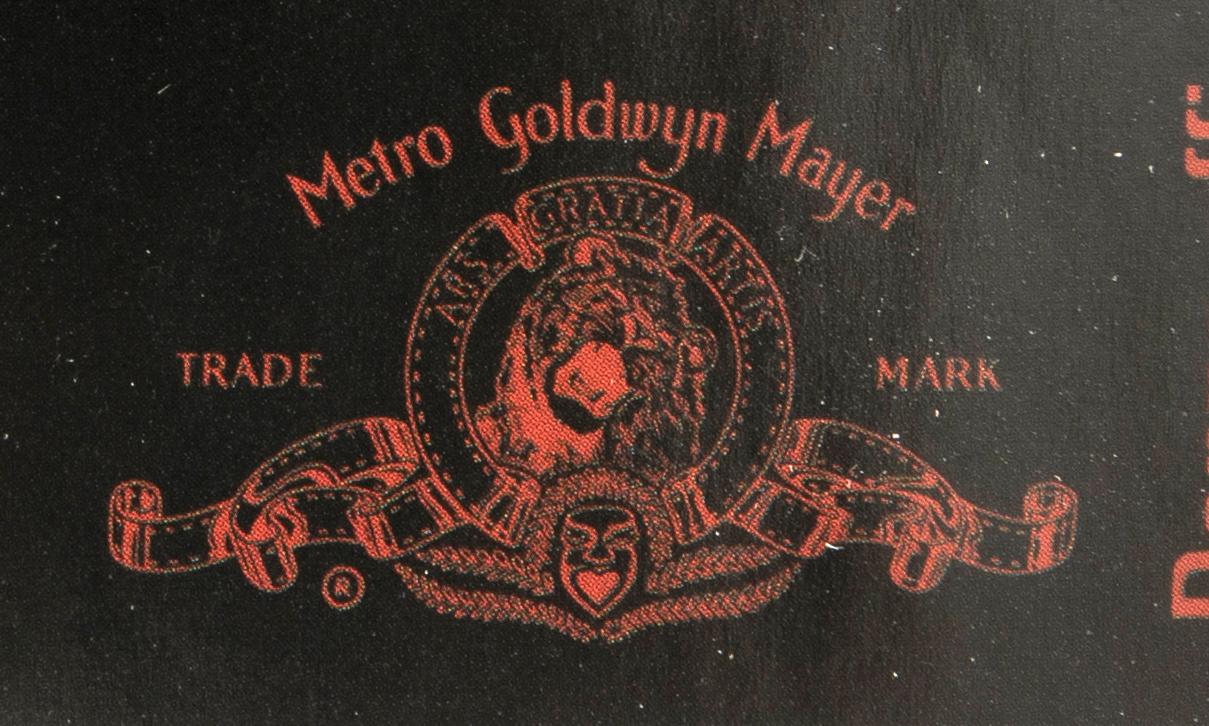 Metro Goldwyn Mayer
ARS GRATIA ARTIS
TRADE MARK
®